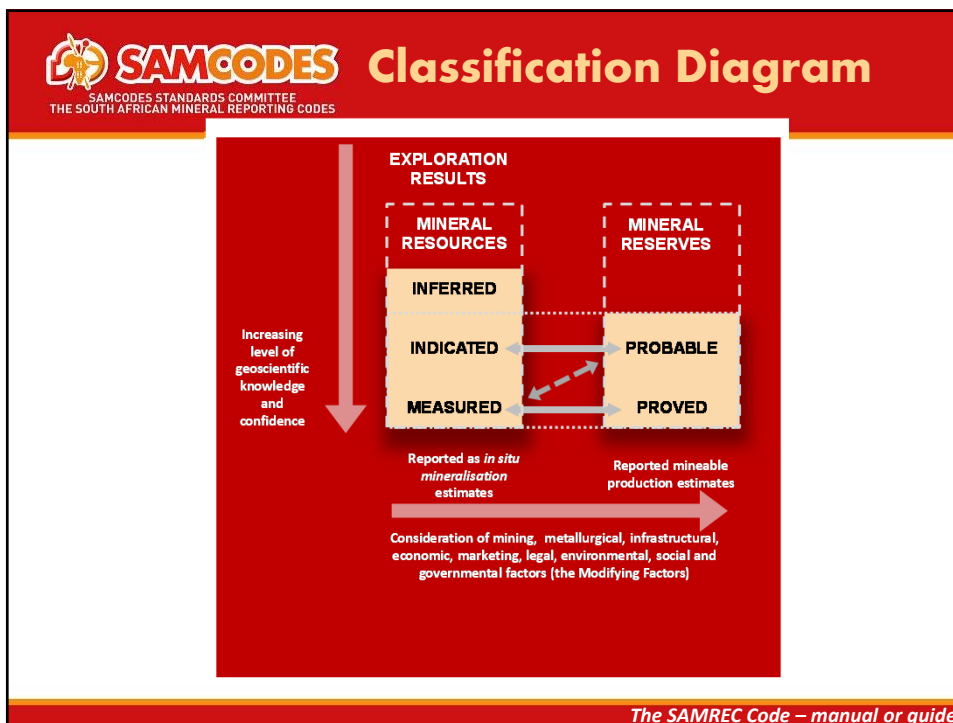 SAMCODES
SAMCODES STANDARDS COMMITTEE
THE SOUTH AFRICAN MINERAL REPORTING CODES
Classification Diagram
EXPLORATION
RESULTS
MINERAL
RESOURCES
MINERAL
RESERVES
INFERRED
INDICATED
PROBABLE
MEASURED
PROVED
Increasing
level of
geoscientific
knowledge
and
confidence
Reported as in situ
mineralisation
estimates
Reported mineable
production estimates
Consideration of mining, metallurgical, infrastructural,
economic, marketing, legal, environmental, social and
governmental factors (the Modifying Factors)
The SAMREC Code – manual or guide